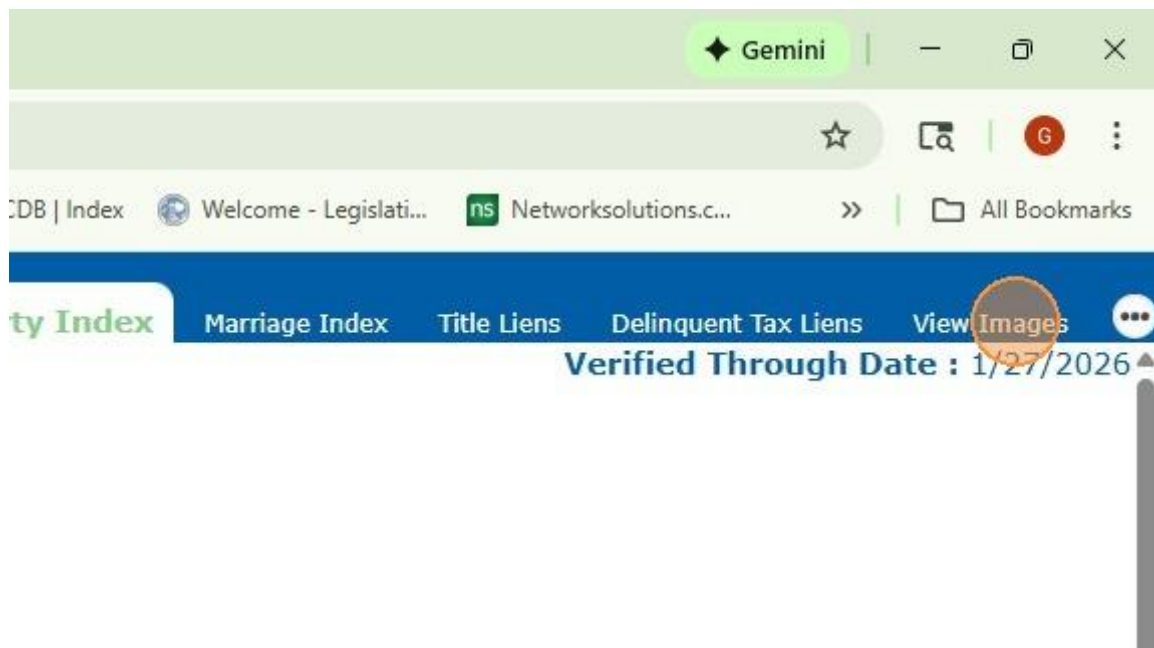 Gemini
G
CDB | Index Welcome - Legislati... ns Networksolutions.c... » All Bookmarks
ty Index Marriage Index Title Liens Delinquent Tax Liens View Images
Verified Through Date : 1/27/2026